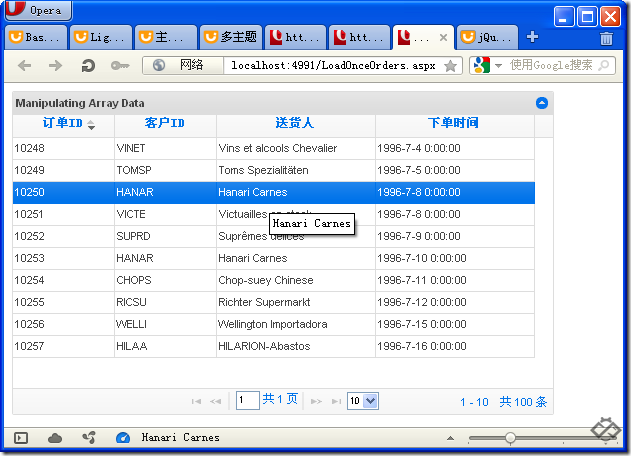 Opera
Bas... Lig... 主... 多主题 htt... htt... ... jQu...
网络 localhost:4991/LoadOnceOrders.aspx 使用Google搜索
Manipulating Array Data
订单ID 客户ID 送货人 下单时间
10248 VINET Vins et alcools Chevalier 1996-7-4 0:00:00
10249 TOMSP Toms Spezialitäten 1996-7-5 0:00:00
10250 HANAR Hanari Carnes 1996-7-8 0:00:00
10251 VICTE Victuailles en stock 1996-7-8 0:00:00
Hanari Carnes
10252 SUPRD Suprêmes délices 1996-7-9 0:00:00
10253 HANAR Hanari Carnes 1996-7-10 0:00:00
10254 CHOPS Chop-suey Chinese 1996-7-11 0:00:00
10255 RICSU Richter Supermarkt 1996-7-12 0:00:00
10256 WELLI Wellington Importadora 1996-7-15 0:00:00
10257 HILAA HILARION-Abastos 1996-7-16 0:00:00
1 共1页 10 1 - 10 共100条
Hanari Carnes